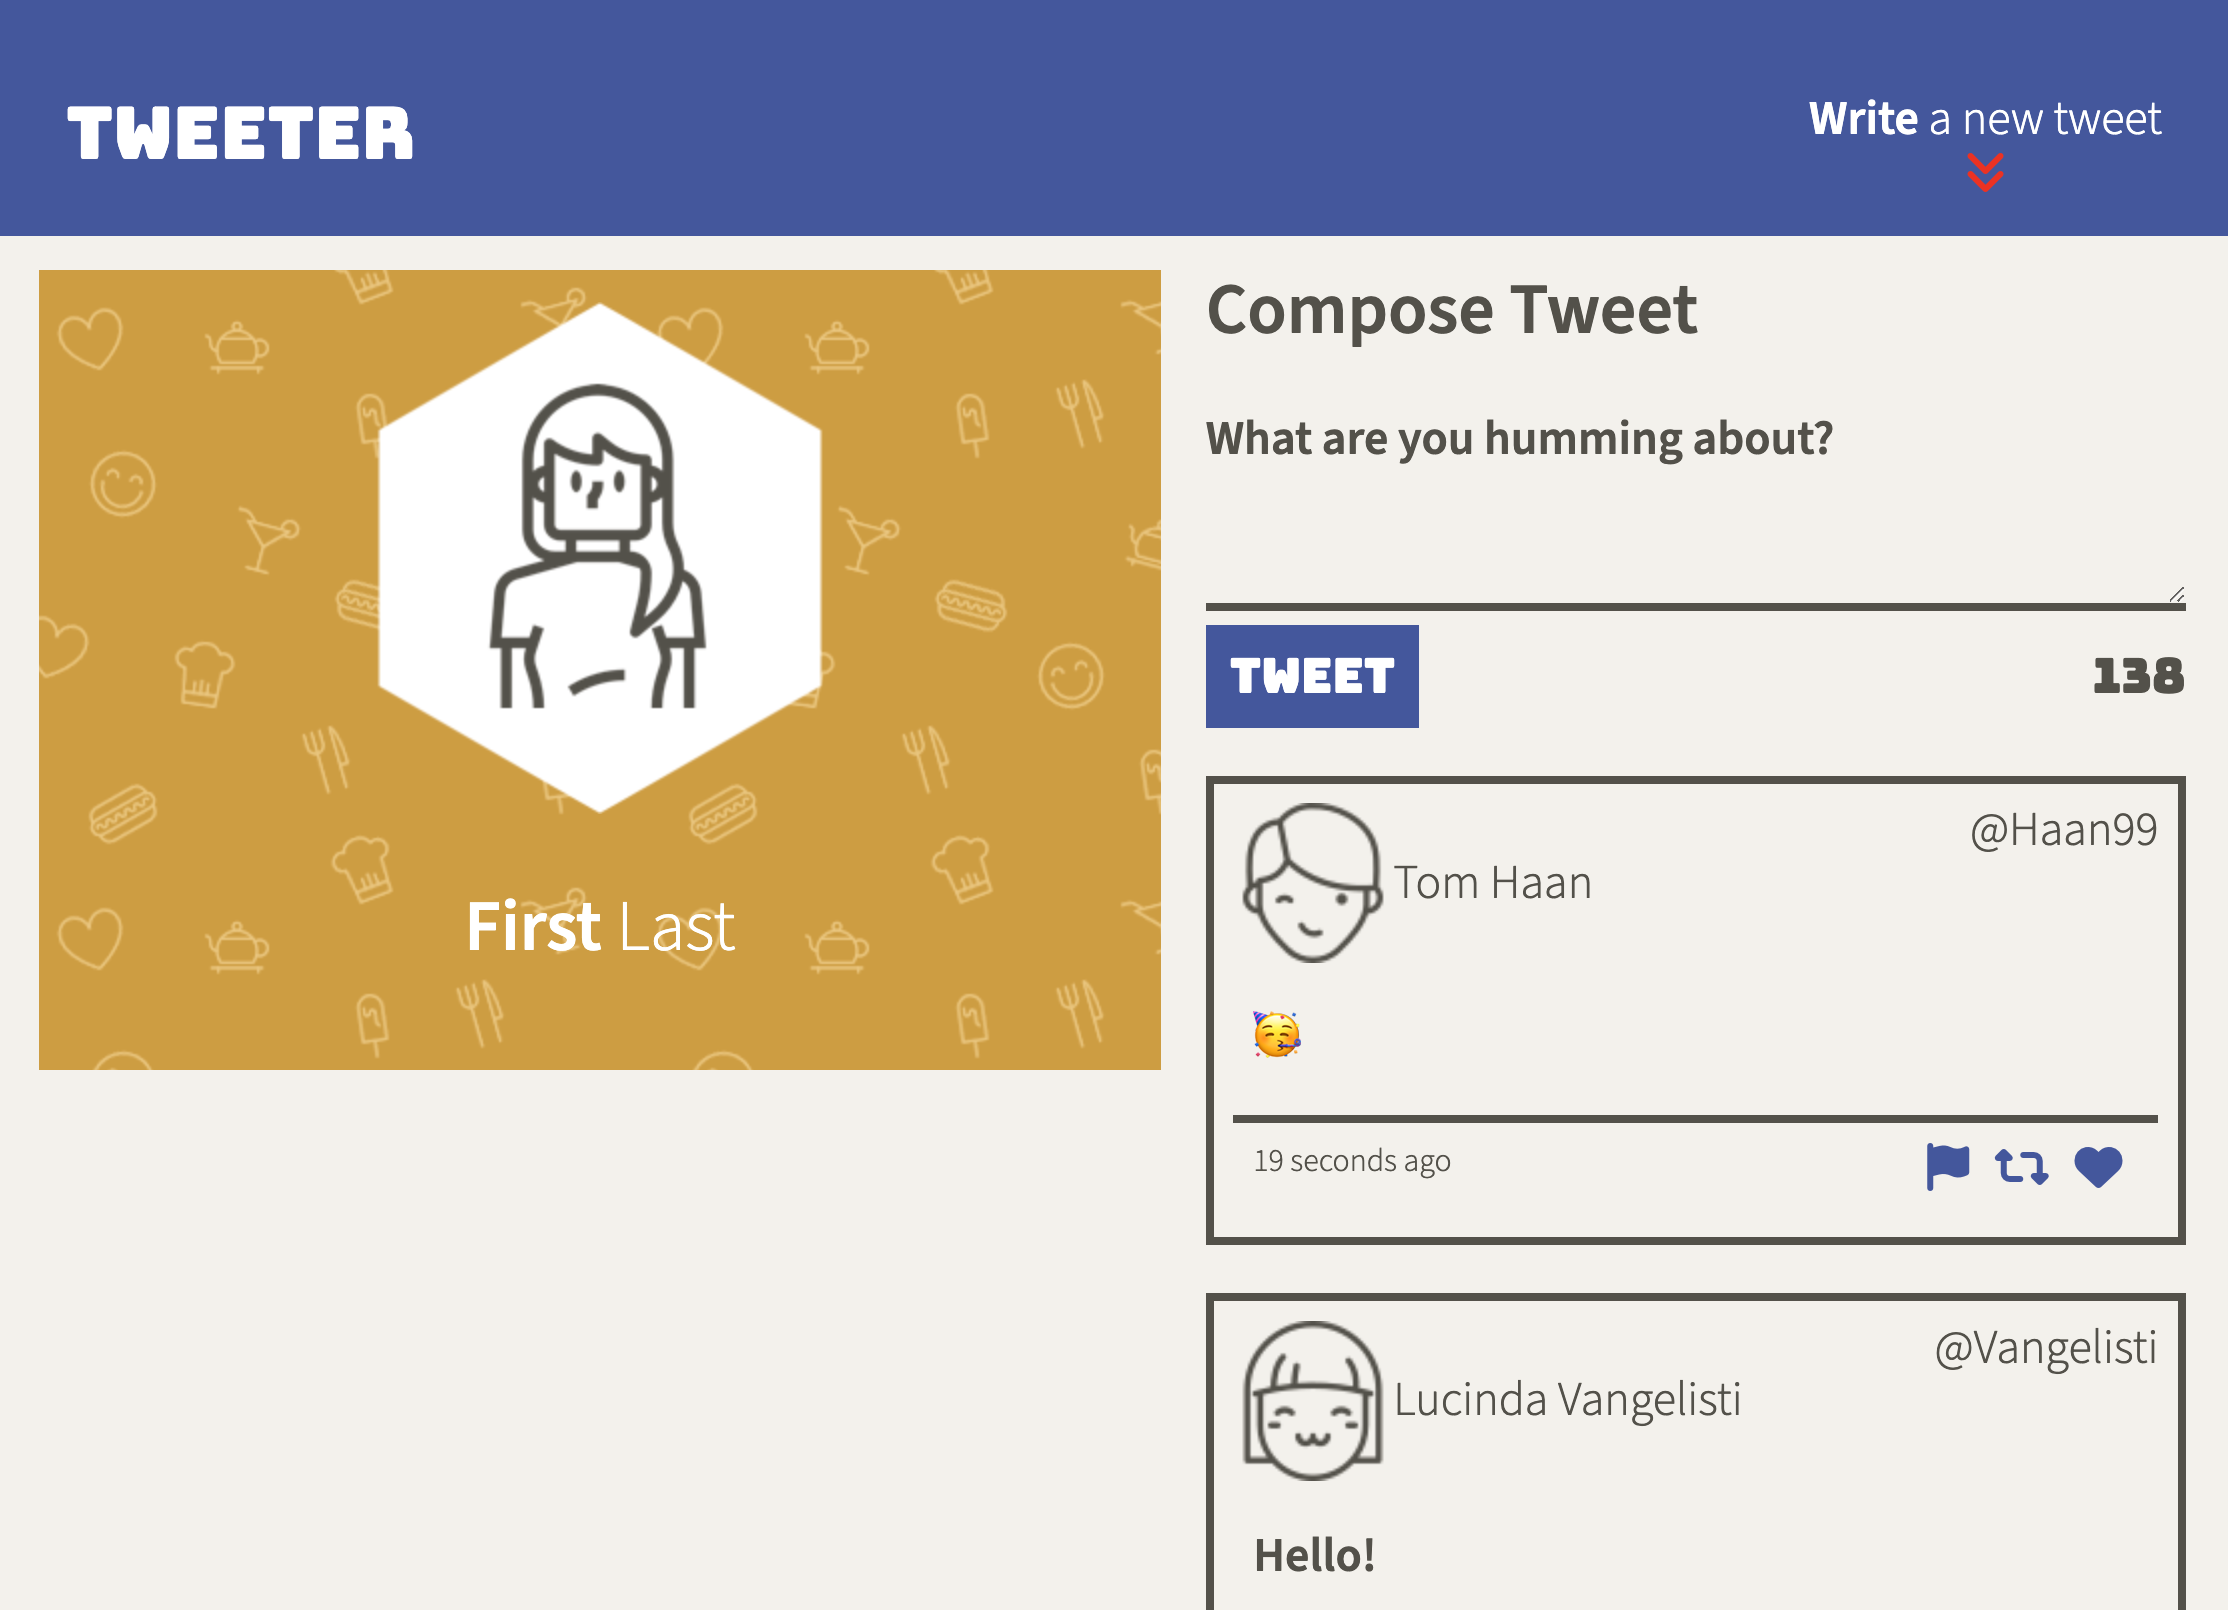 TWEETER
Write a new tweet
First Last
Compose Tweet
What are you humming about?
TWEET
138
@Haan99
Tom Haan
🥳
19 seconds ago
@Vangelisti
Lucinda Vangelisti
Hello!